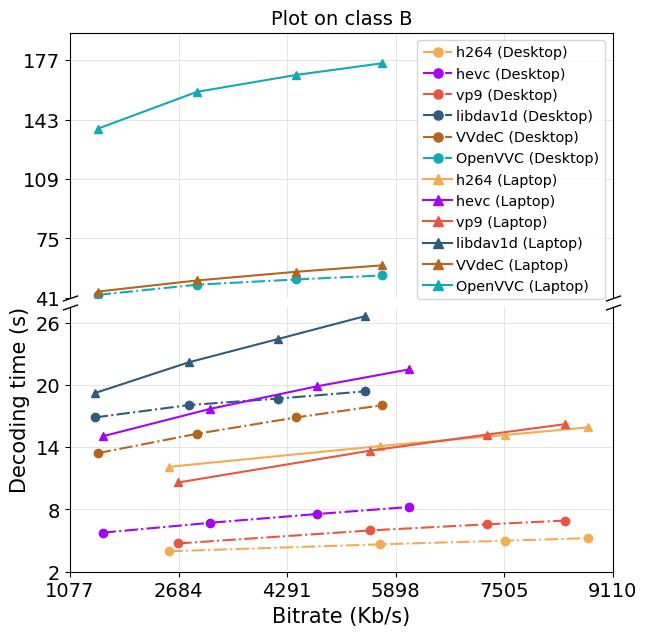 Plot on class B
177
143
109
75
41
26
20
14
8
2
Decoding time (s)
h264 (Desktop)
hevc (Desktop)
vp9 (Desktop)
libdav1d (Desktop)
VVdeC (Desktop)
OpenVVC (Desktop)
h264 (Laptop)
hevc (Laptop)
vp9 (Laptop)
libdav1d (Laptop)
VVdeC (Laptop)
OpenVVC (Laptop)
1077 2684 4291 5898 7505 9110
Bitrate (Kb/s)